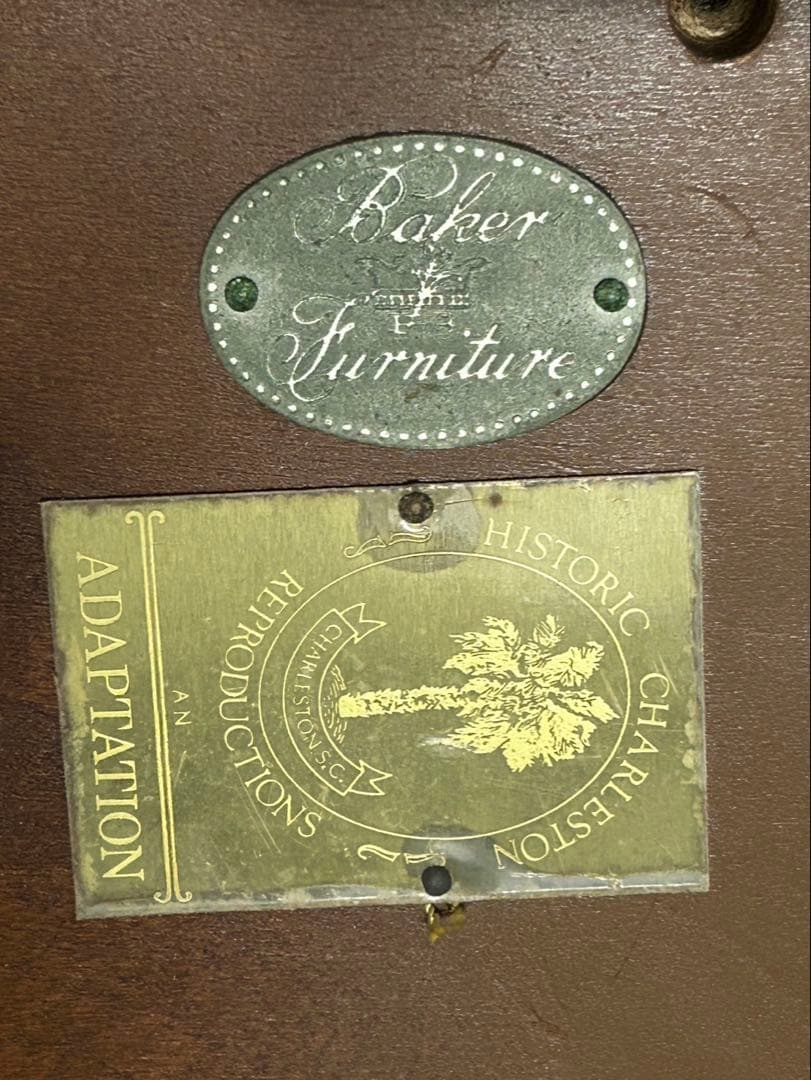 Baker
Furniture
HISTORIC CHARLESTON
REPRODUCTIONS
CHARLESTON S.C.
AN
ADAPTATION